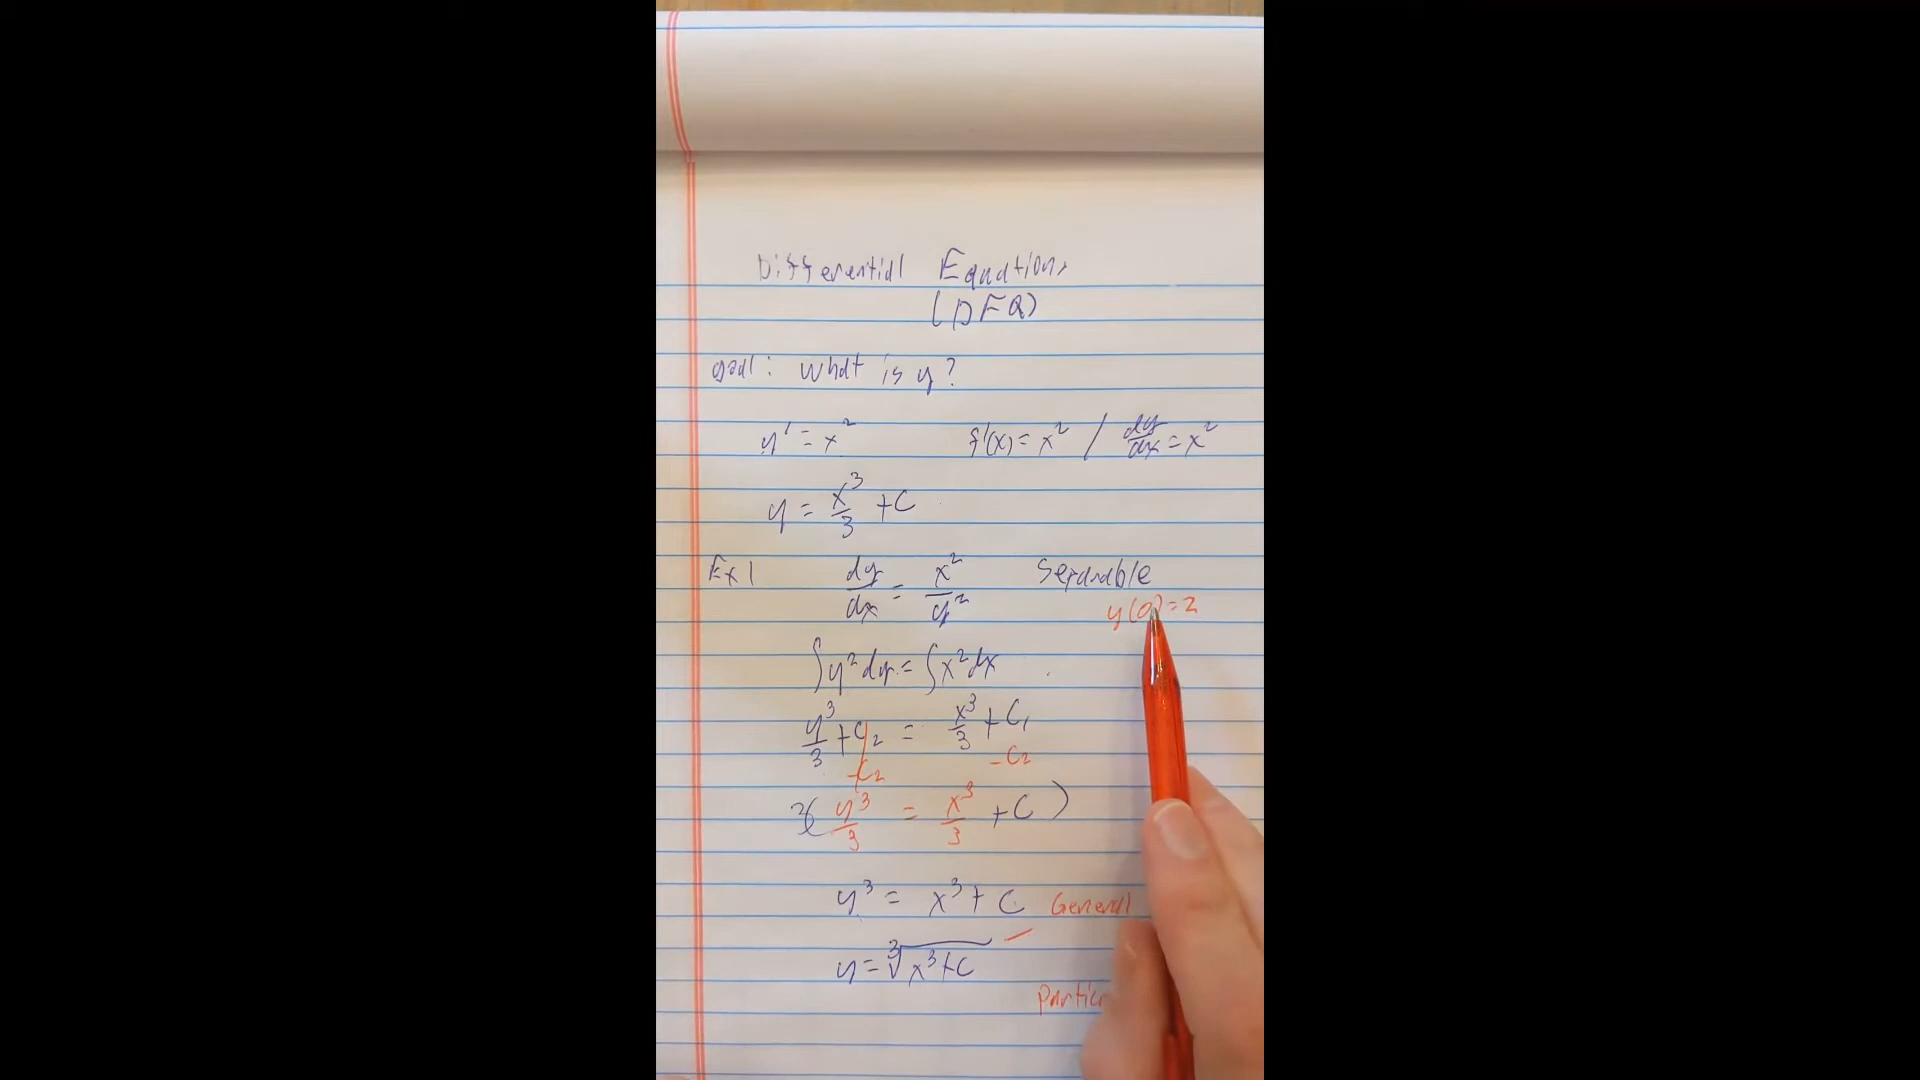 Differential Equations
(DFQ)
goal: What is y?
y' = x² f'(x) = x² / dy/dx = x²
y = x³/3 + C
Ex 1 dy/dx = x²/y² Separable
y(0) = 2
∫y² dy = ∫x² dx
y³/3 + C₂ = x³/3 + C₁
-C₂ -C₂
3( y³/3 = x³/3 + C )
y³ = x³ + C General
y = ³√(x³ + C)